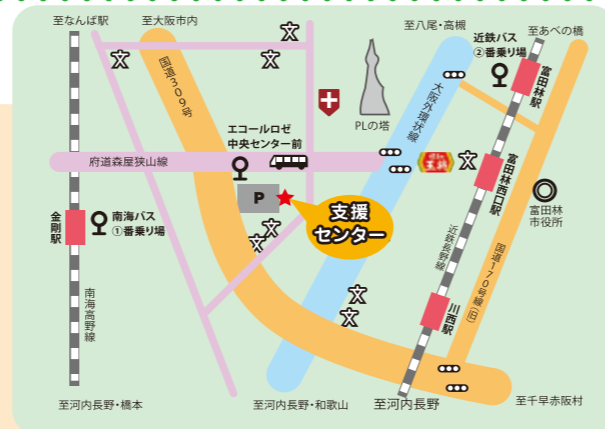 至なんば駅
至大阪市内
至八尾・高槻
至あべの橋
近鉄バス
②番乗り場
国道309号
大阪外環状線
富田林駅
PLの塔
エコールロゼ
中央センター前
府道森屋狭山線
P
支援
センター
富田林西口駅
富田林
市役所
金剛駅
南海バス
①番乗り場
近鉄長野線
国道170号線(旧)
川西駅
南海高野線
至河内長野・橋本
至河内長野・和歌山
至河内長野
至千早赤阪村